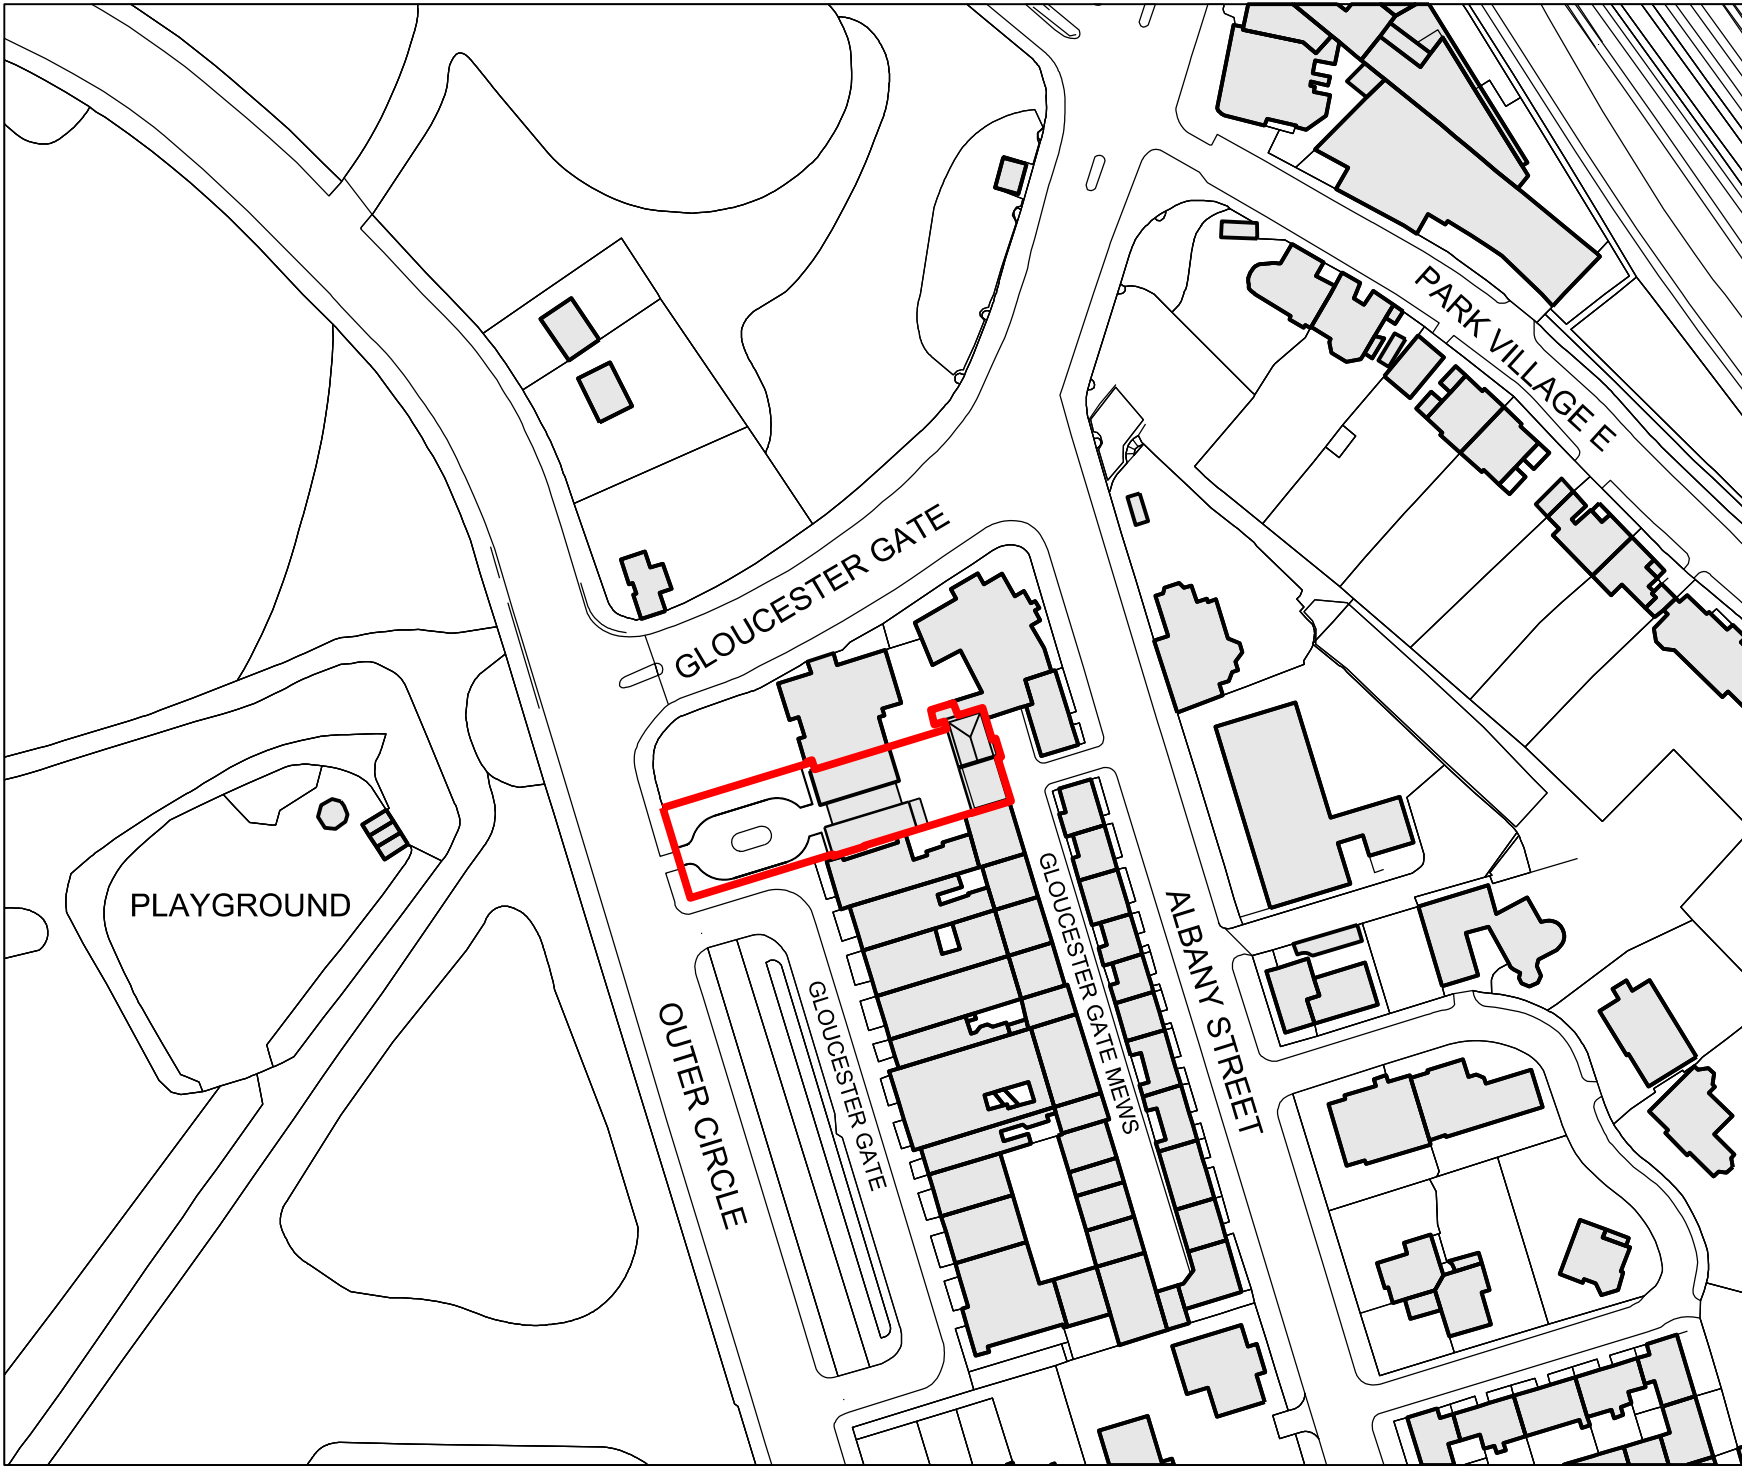 PARK VILLAGE E
GLOUCESTER GATE
PLAYGROUND
GLOUCESTER GATE MEWS
ALBANY STREET
GLOUCESTER GATE
OUTER CIRCLE